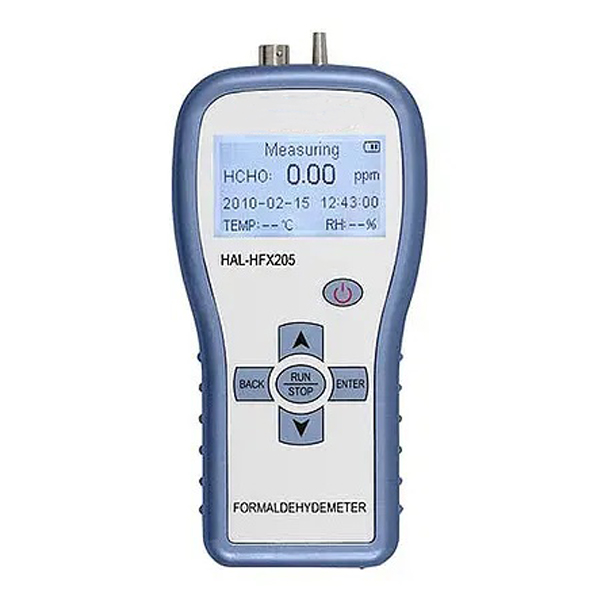 Measuring
HCHO: 0.00 ppm
2010-02-15 12:43:00
TEMP:--℃ RH:--%
HAL-HFX205
BACK RUN STOP ENTER
FORMALDEHYDEMETER